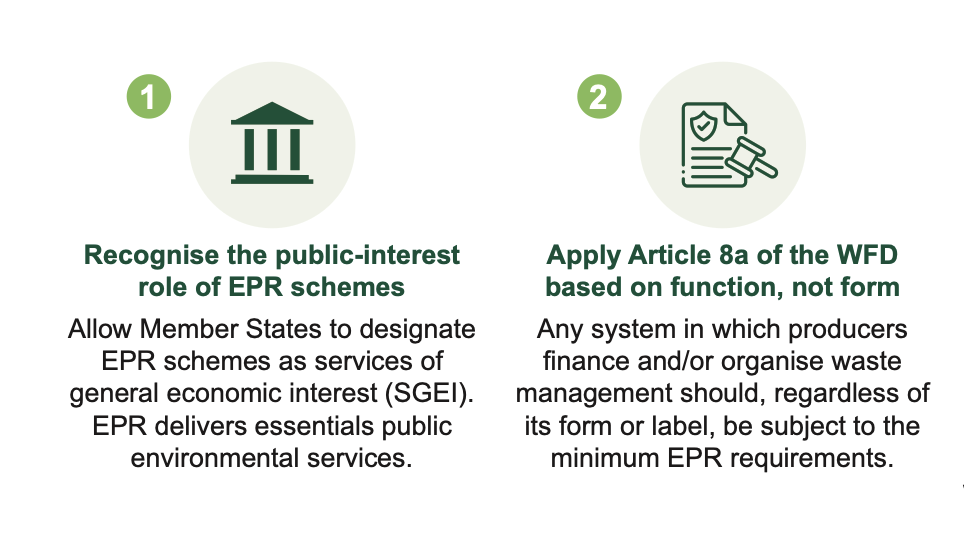 1
Recognise the public-interest
role of EPR schemes
Allow Member States to designate
EPR schemes as services of
general economic interest (SGEI).
EPR delivers essentials public
environmental services.
2
Apply Article 8a of the WFD
based on function, not form
Any system in which producers
finance and/or organise waste
management should, regardless of
its form or label, be subject to the
minimum EPR requirements.